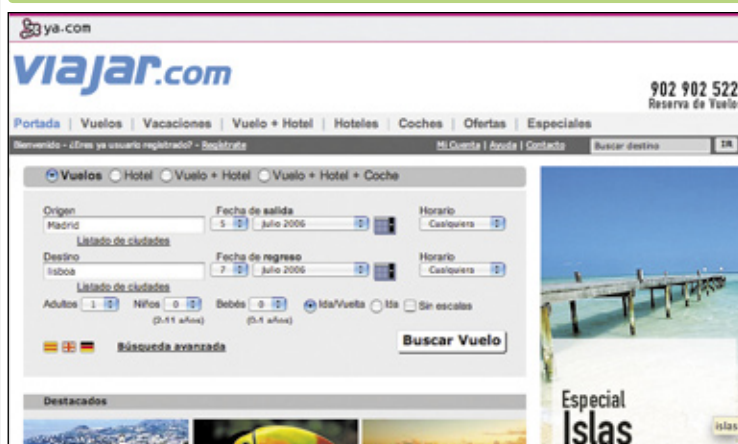 ya.com
viajar.com
902 902 522
Reserva de Vuelos
Portada | Vuelos | Vacaciones | Vuelo + Hotel | Hoteles | Coches | Ofertas | Especiales
Bienvenido - ¿Eres ya usuario registrado? - Regístrate
Mi Cuenta | Ayuda | Contacto
Buscar destino
IR
Vuelos Hotel Vuelo + Hotel Vuelo + Hotel + Coche
Origen Fecha de salida Horario
Madrid 5 Julio 2006 Cualquiera
Listado de ciudades
Destino Fecha de regreso Horario
lisboa 7 Julio 2006 Cualquiera
Listado de ciudades
Adultos 1 Niños 0 Bebés 0 Ida/Vuelta Ida Sin escalas
(2-11 años) (0-1 años)
Búsqueda avanzada
Buscar Vuelo
Destacados
Especial
Islas
islas